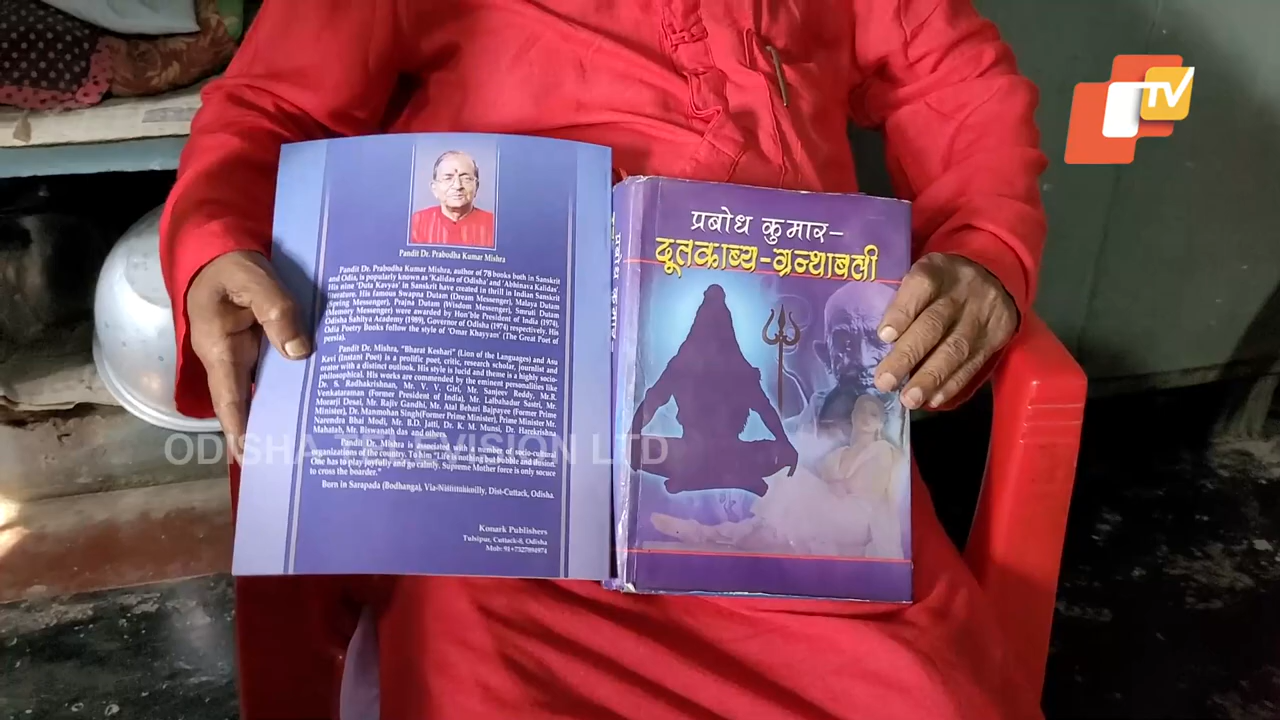 TV
Pandit Dr. Prabodha Kumar Mishra
Pandit Dr. Prabodha Kumar Mishra, author of 78 books both in Sanskrit
and Odia, is popularly known as 'Kalidas of Odisha' and 'Abhinava Kalidas'.
His nine 'Duta Kavyas' in Sanskrit have created in thrill in Indian Sanskrit
literature. His famous Swapna Dutam (Dream Messenger), Malaya Dutam
(Spring Messenger), Prajna Dutam (Wisdom Messenger), Smruti Dutam
(Memory Messenger) were awarded by Hon'ble President of India (1974),
Odisha Sahitya Academy (1989), Governor of Odisha (1974) respectively. His
Odia Poetry Books follow the style of 'Omar Khayyam' (The Great Poet of
persia).
Pandit Dr. Mishra, "Bharat Keshari" (Lion of the Languages) and Asu
Kavi (Instant Poet) is a prolific poet, critic, research scholar, journalist and
orator with a distinct outlook. His style is lucid and theme is a highly socio-
philosophical. His works are commended by the eminent personalities like
Dr. S. Radhakrishnan, Mr. V. V. Giri, Mr. Sanjeev Reddy, Mr.R.
Venkataraman (Former President of India), Mr. Lalbahadur Sastri, Mr.
Morarji Desai, Mr. Rajiv Gandhi, Mr. Atal Behari Bajpayee (Former Prime
Minister), Dr. Manmohan Singh(Former Prime Minister), Prime Minister Mr.
Narendra Bhai Modi, Mr. B.D. Jatti, Dr. K. M. Munsi, Dr. Harekrishna
Mahatab, Mr. Biswanath das and others.
Pandit Dr. Mishra is associated with a number of socio-cultural
organizations of the country. To him "Life is nothing but bubble and ilusion.
One has to play joyfully and go calmly. Supreme Mother force is only socuce
to cross the boarder."
Born in Sarapada (Bodhanga), Dist-Cuttack, Odisha.
Konark Publishers
Tulsipur, Cuttack-8, Odisha
Mob: 91+7327894974
प्रबोध कुमार
प्रबोध कुमार–
दूतकाब्य-ग्रन्थाबली
ODISHA TELEVISION LTD